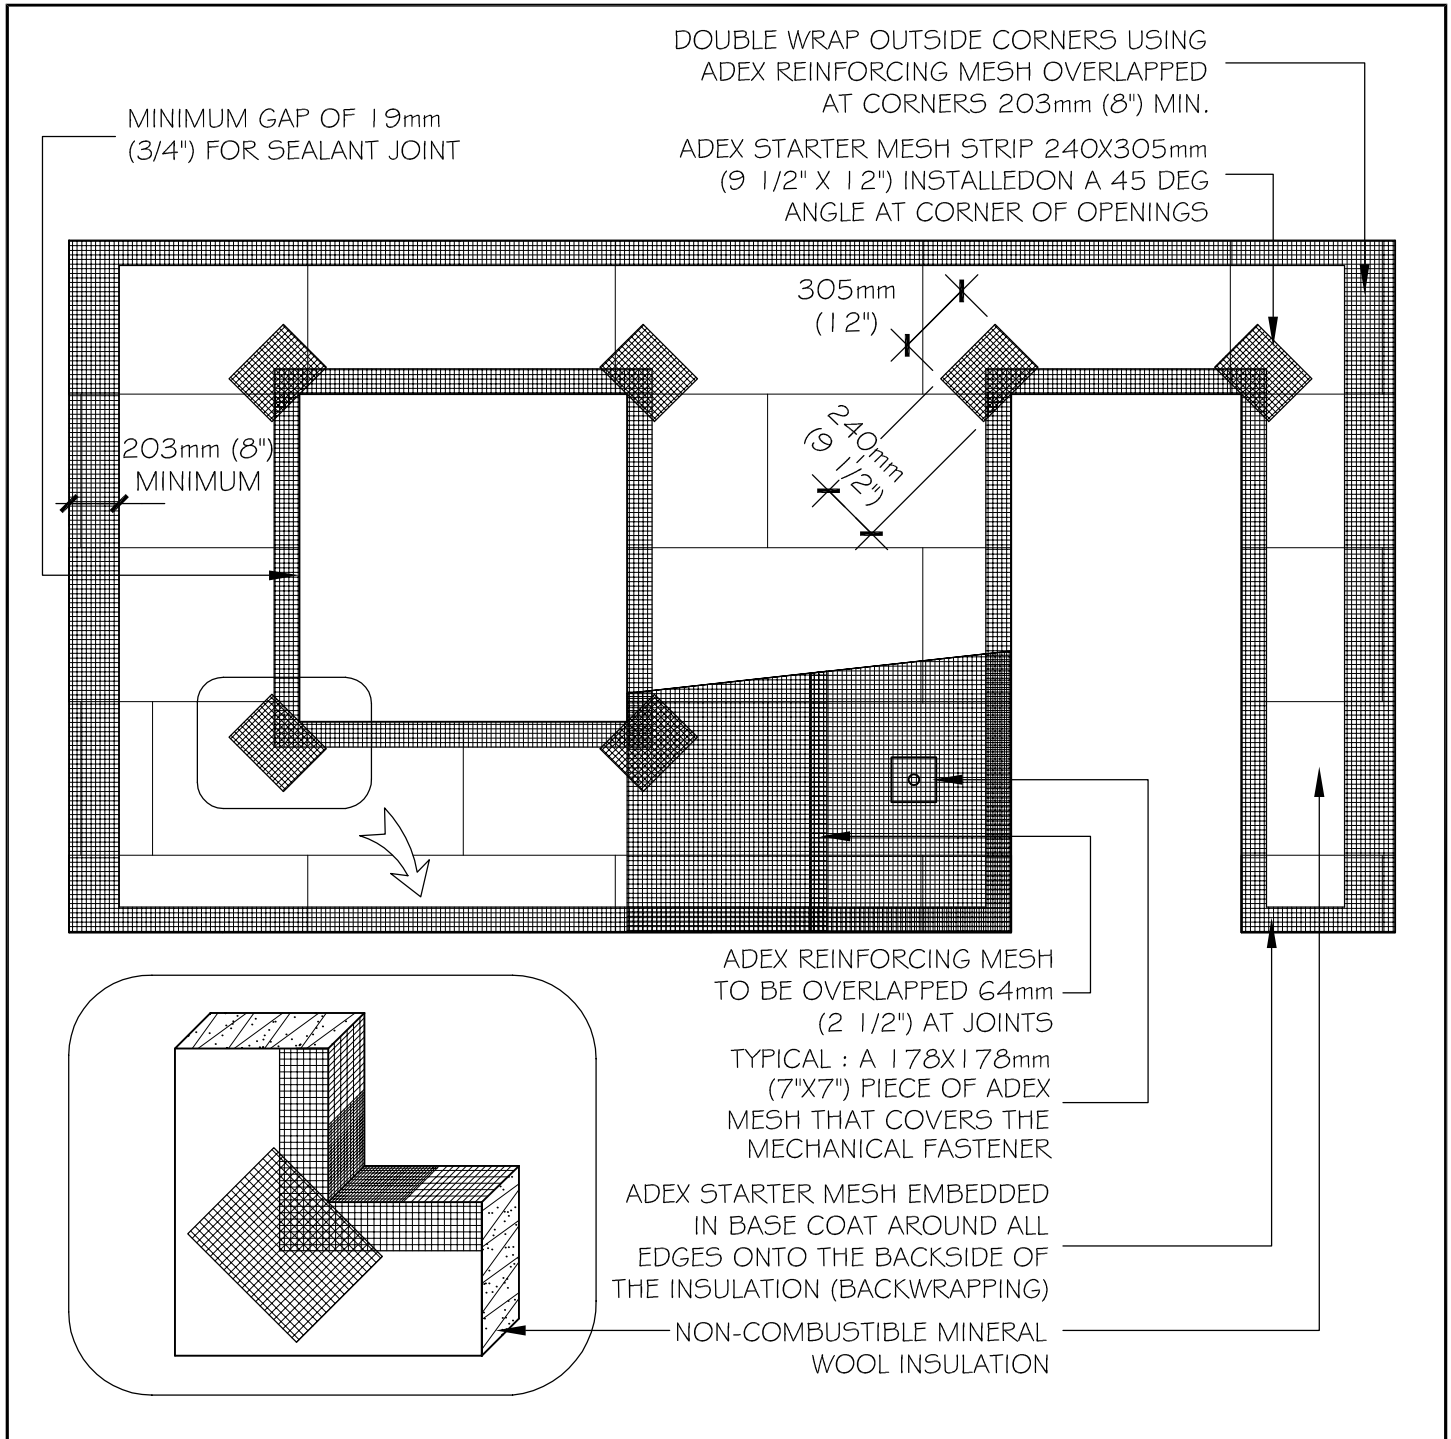 DOUBLE WRAP OUTSIDE CORNERS USING
ADEX REINFORCING MESH OVERLAPPED
AT CORNERS 203mm (8") MIN.
MINIMUM GAP OF 19mm
(3/4") FOR SEALANT JOINT
ADEX STARTER MESH STRIP 240X305mm
(9 1/2" X 12") INSTALLEDON A 45 DEG
ANGLE AT CORNER OF OPENINGS
305mm
(12")
240mm
(9 1/2")
203mm (8")
MINIMUM
ADEX REINFORCING MESH
TO BE OVERLAPPED 64mm
(2 1/2") AT JOINTS
TYPICAL : A 178X178mm
(7"X7") PIECE OF ADEX
MESH THAT COVERS THE
MECHANICAL FASTENER
ADEX STARTER MESH EMBEDDED
IN BASE COAT AROUND ALL
EDGES ONTO THE BACKSIDE OF
THE INSULATION (BACKWRAPPING)
NON-COMBUSTIBLE MINERAL
WOOL INSULATION